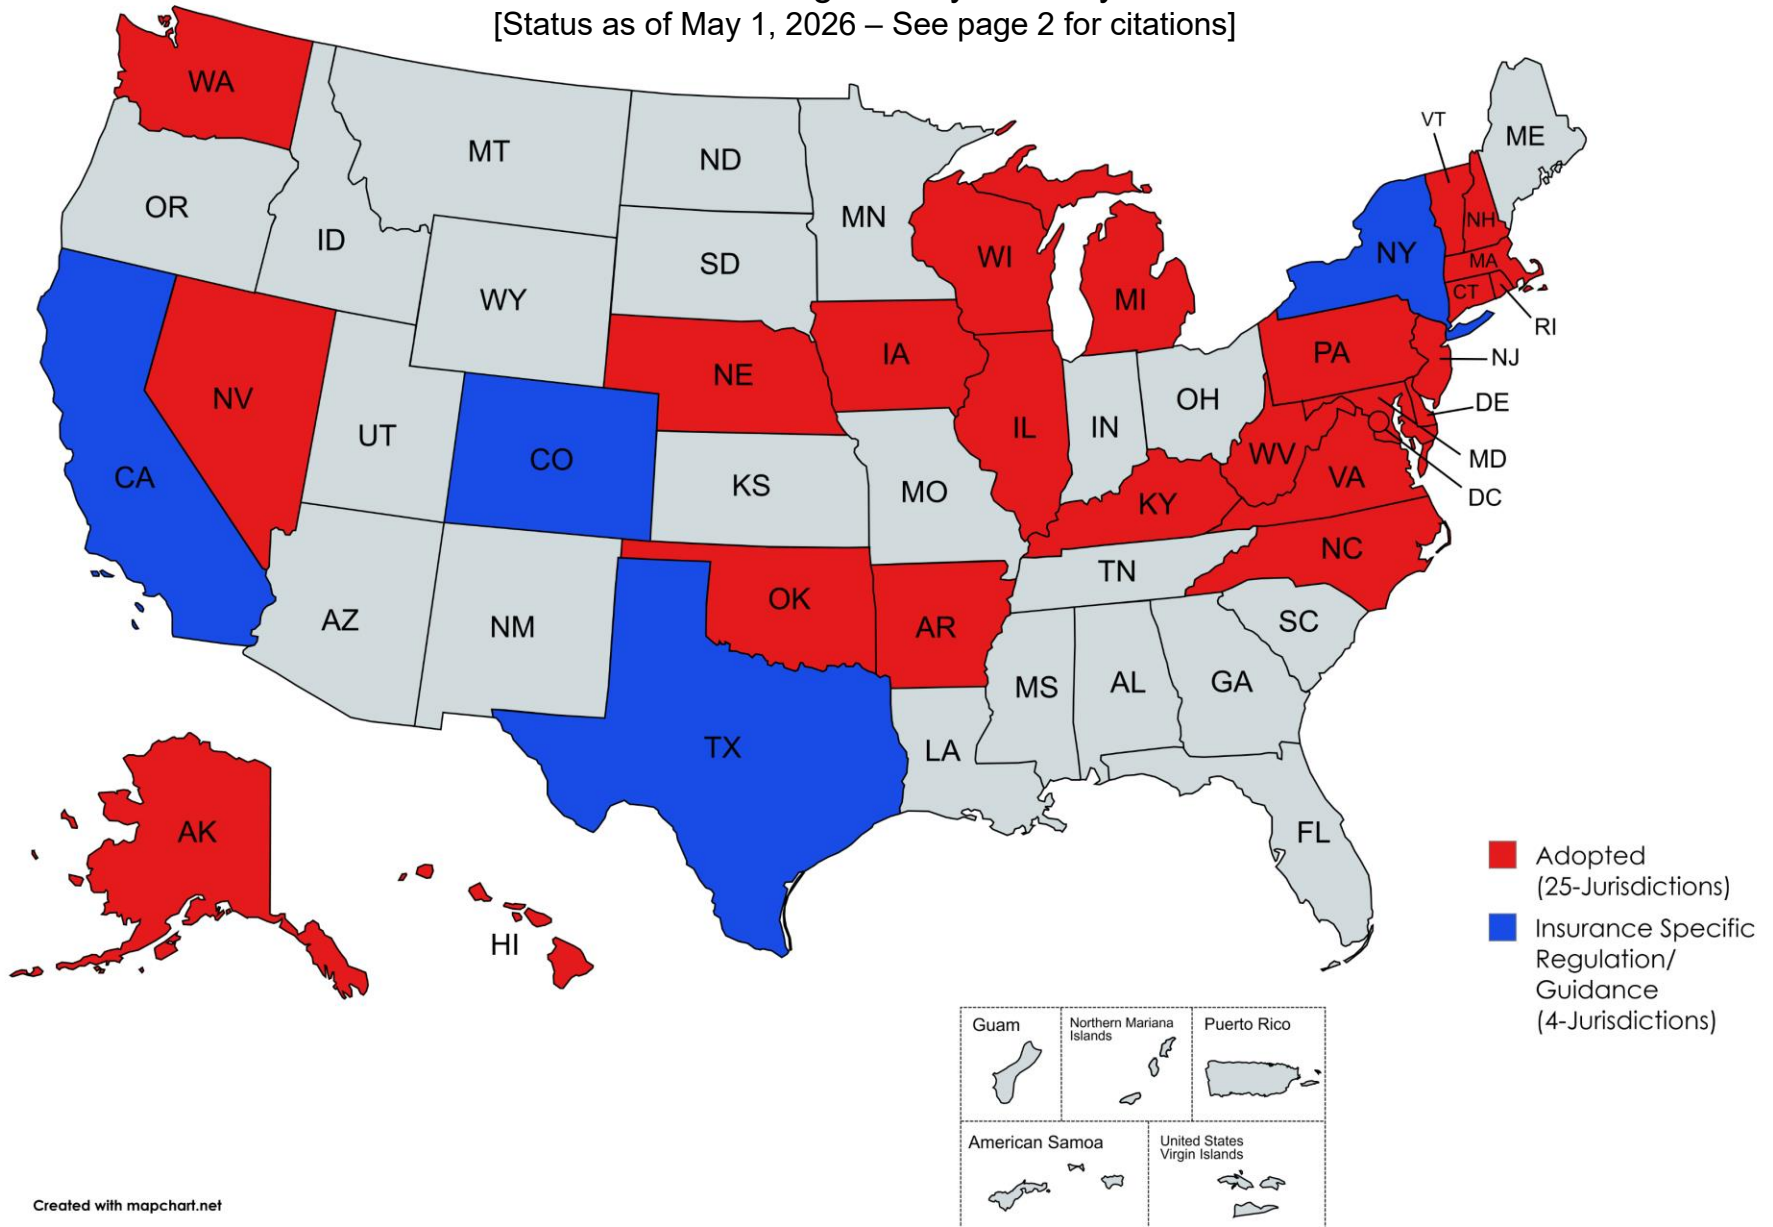 [Status as of May 1, 2026 – See page 2 for citations]
WA
MT
ND
MN
VT
ME
OR
ID
SD
WI
NH
NY
MA
WY
MI
CT
RI
NV
NE
IA
PA
NJ
UT
CO
IL
IN
OH
DE
CA
KS
MO
WV
VA
MD
KY
DC
AZ
NM
OK
AR
TN
NC
SC
MS
AL
GA
TX
LA
FL
AK
HI
Adopted
(25-Jurisdictions)
Insurance Specific
Regulation/
Guidance
(4-Jurisdictions)
Guam
Northern Mariana
Islands
Puerto Rico
American Samoa
United States
Virgin Islands
Created with mapchart.net